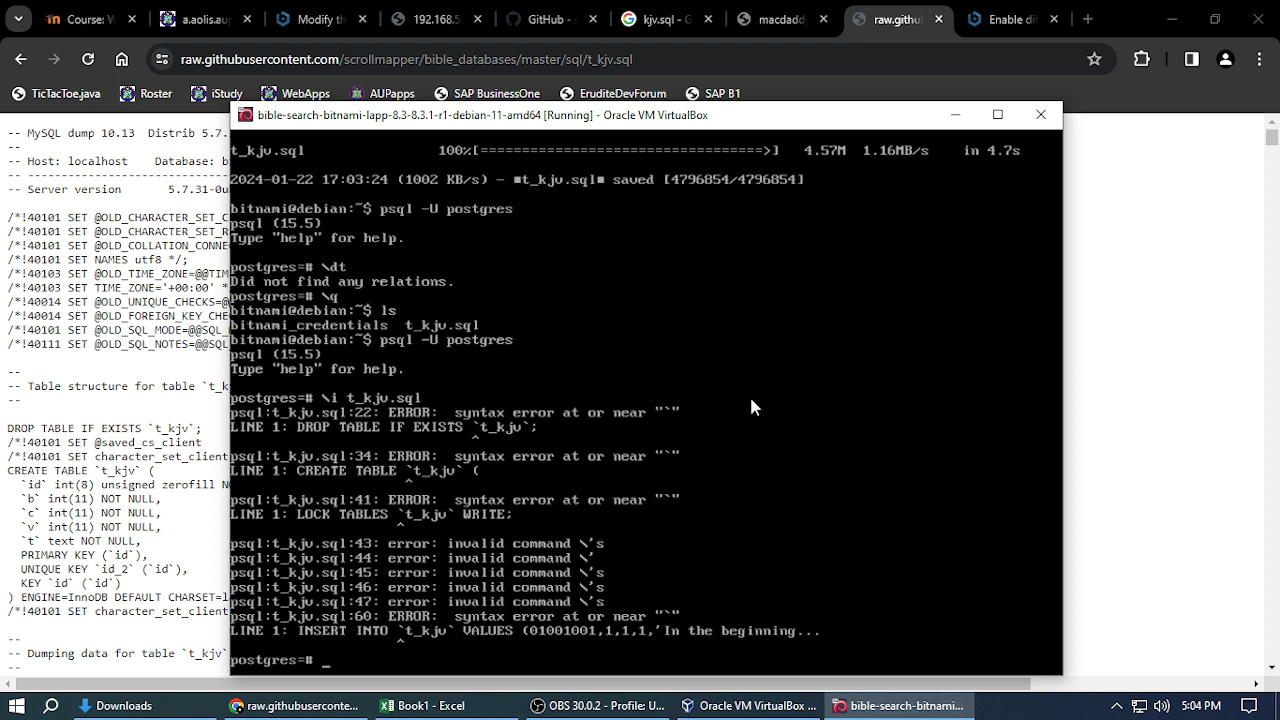 Course: W
a.aolis.aup
Modify th
192.168.5
GitHub - s
kjv.sql - G
macdaddy
raw.githu
Enable di
raw.githubusercontent.com/scrollmapper/bible_databases/master/sql/t_kjv.sql
TicTacToe.java
Roster
iStudy
WebApps
AUPapps
SAP BusinessOne
EruditeDevForum
SAP B1
bible-search-bitnami-lapp-8.3-8.3.1-r1-debian-11-amd64 [Running] - Oracle VM VirtualBox
-- MySQL dump 10.13  Distrib 5.7.
--
-- Host: localhost    Database: b
-- ------------------------------
-- Server version       5.7.31-0u
/*!40101 SET @OLD_CHARACTER_SET_C
/*!40101 SET @OLD_CHARACTER_SET_R
/*!40101 SET @OLD_COLLATION_CONNE
/*!40101 SET NAMES utf8 */;
/*!40103 SET @OLD_TIME_ZONE=@@TIM
/*!40103 SET TIME_ZONE='+00:00' *
/*!40014 SET @OLD_UNIQUE_CHECKS=@
/*!40014 SET @OLD_FOREIGN_KEY_CHE
/*!40101 SET @OLD_SQL_MODE=@@SQL_
/*!40111 SET @OLD_SQL_NOTES=@@SQL
--
-- Table structure for table `t_k
--
DROP TABLE IF EXISTS `t_kjv`;
/*!40101 SET @saved_cs_client
/*!40101 SET character_set_client
CREATE TABLE `t_kjv` (
`id` int(8) unsigned zerofill N
`b` int(11) NOT NULL,
`c` int(11) NOT NULL,
`v` int(11) NOT NULL,
`t` text NOT NULL,
PRIMARY KEY (`id`),
UNIQUE KEY `id_2` (`id`),
KEY `id` (`id`)
) ENGINE=InnoDB DEFAULT CHARSET=l
/*!40101 SET character_set_client
--
-- Dumping data for table `t_kjv`
--
t_kjv.sql 100%[================================>] 4.57M 1.16MB/s in 4.7s
2024-01-22 17:03:24 (1002 KB/s) - ■t_kjv.sql■ saved [4796854/4796854]
bitnami@debian:~$ psql -U postgres
psql (15.5)
Type "help" for help.
postgres=# \dt
Did not find any relations.
postgres=# \q
bitnami@debian:~$ ls
bitnami_credentials  t_kjv.sql
bitnami@debian:~$ psql -U postgres
psql (15.5)
Type "help" for help.
postgres=# \i t_kjv.sql
psql:t_kjv.sql:22: ERROR:  syntax error at or near "`"
LINE 1: DROP TABLE IF EXISTS `t_kjv`;
^
psql:t_kjv.sql:34: ERROR:  syntax error at or near "`"
LINE 1: CREATE TABLE `t_kjv` (
^
psql:t_kjv.sql:41: ERROR:  syntax error at or near "`"
LINE 1: LOCK TABLES `t_kjv` WRITE;
^
psql:t_kjv.sql:43: error: invalid command \'s
psql:t_kjv.sql:44: error: invalid command \'
psql:t_kjv.sql:45: error: invalid command \'s
psql:t_kjv.sql:46: error: invalid command \'s
psql:t_kjv.sql:47: error: invalid command \'s
psql:t_kjv.sql:60: ERROR:  syntax error at or near "`"
LINE 1: INSERT INTO `t_kjv` VALUES (01001001,1,1,1,'In the beginning...
^
postgres=# _
Downloads
raw.githubuserconte...
Book1 - Excel
OBS 30.0.2 - Profile: U...
Oracle VM VirtualBox ...
bible-search-bitnami...
5:04 PM